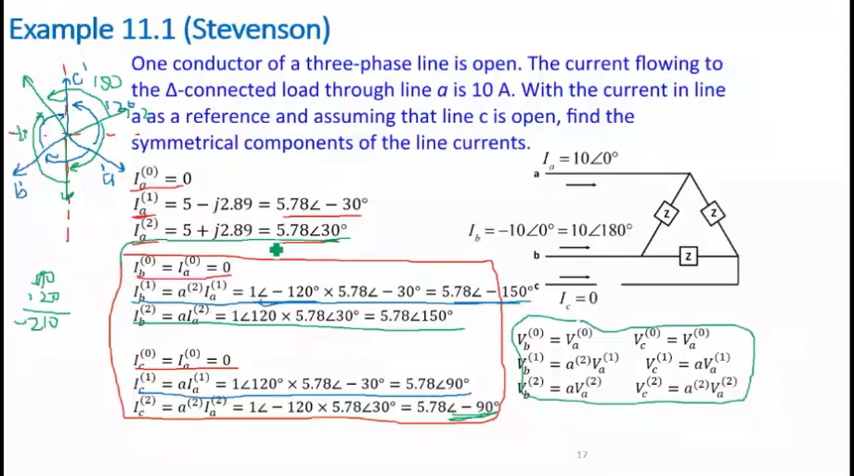 Example 11.1 (Stevenson)
One conductor of a three-phase line is open. The current flowing to
the Δ-connected load through line a is 10 A. With the current in line
a as a reference and assuming that line c is open, find the
symmetrical components of the line currents.
I_a^(0) = 0
I_a^(1) = 5 − j2.89 = 5.78∠ − 30°
I_a^(2) = 5 + j2.89 = 5.78∠30°
I_b^(0) = I_a^(0) = 0
I_b^(1) = a^(2)I_a^(1) = 1∠ − 120° × 5.78∠ − 30° = 5.78∠ − 150°
I_b^(2) = aI_a^(2) = 1∠120 × 5.78∠30° = 5.78∠150°
I_c^(0) = I_a^(0) = 0
I_c^(1) = aI_a^(1) = 1∠120° × 5.78∠ − 30° = 5.78∠90°
I_c^(2) = a^(2)I_a^(2) = 1∠ − 120 × 5.78∠30° = 5.78∠ − 90°
I_a = 10∠0°
a
Z
Z
I_b = −10∠0° = 10∠180°
b
Z
c
I_c = 0
V_b^(0) = V_a^(0) V_c^(0) = V_a^(0)
V_b^(1) = a^(2)V_a^(1) V_c^(1) = aV_a^(1)
V_b^(2) = aV_a^(2) V_c^(2) = a^(2)V_a^(2)
c'
180
120°
b'
a'
120
-210
17